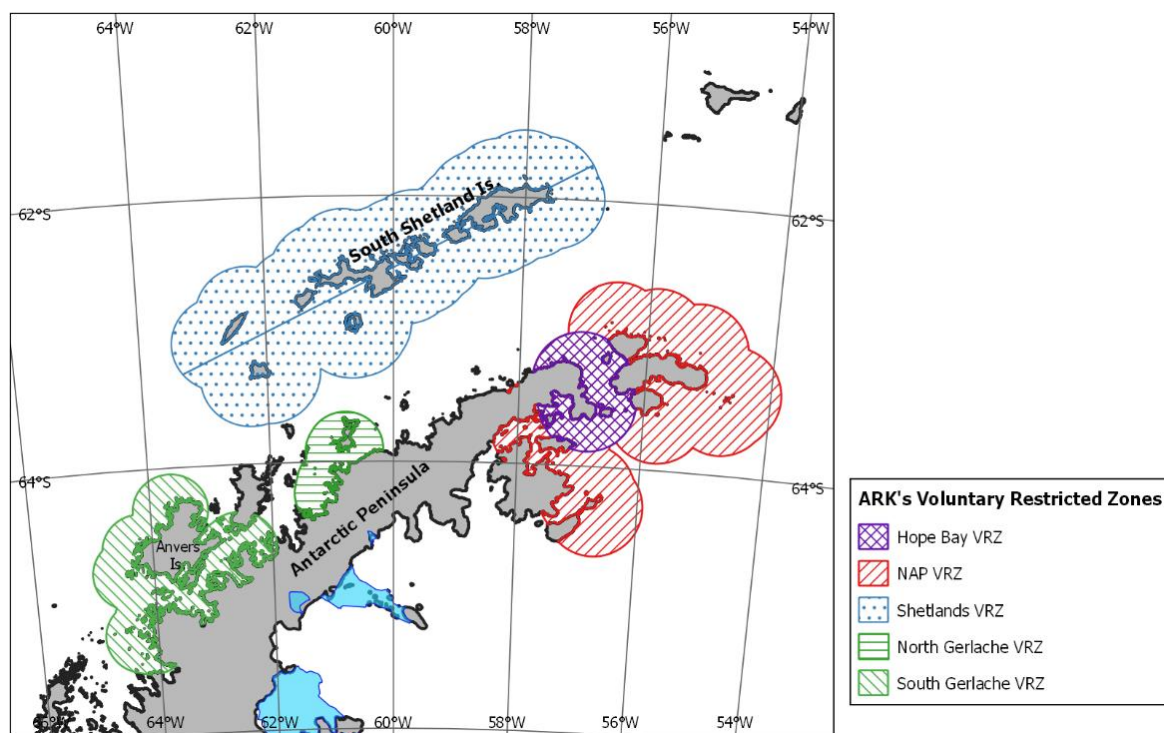 64°W 62°W 60°W 58°W 56°W 54°W
South Shetland Is.
62°S 62°S
64°S 64°S
Antarctic Peninsula
Anvers
Is.
ARK's Voluntary Restricted Zones
Hope Bay VRZ
NAP VRZ
Shetlands VRZ
North Gerlache VRZ
South Gerlache VRZ
64°W 62°W 60°W 58°W 56°W 54°W